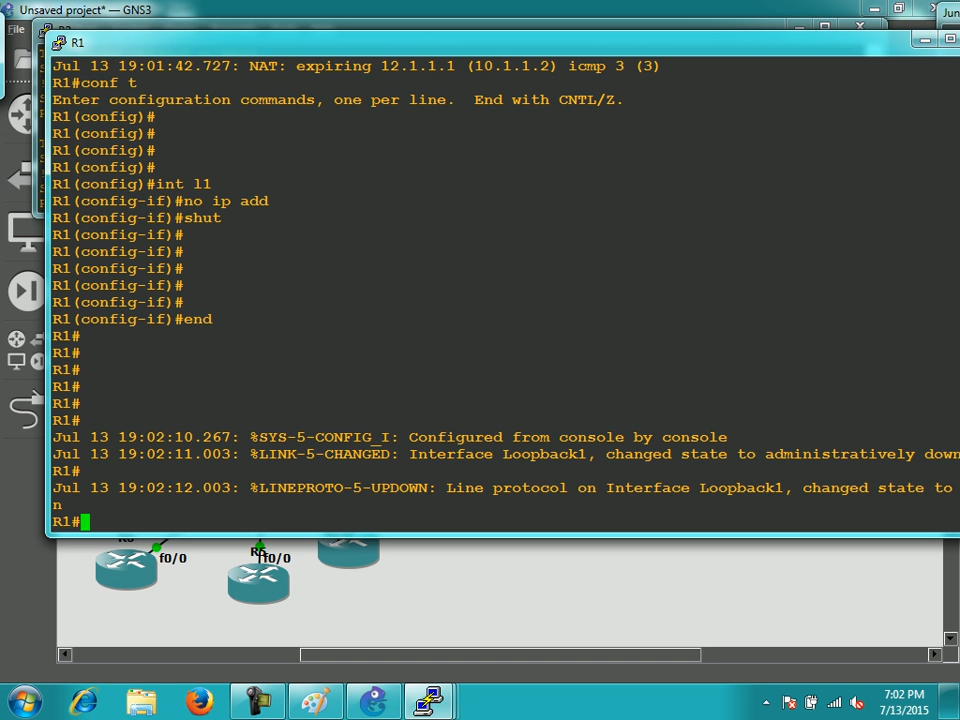 Unsaved project* — GNS3
Jun
File
R1
Jul 13 19:01:42.727: NAT: expiring 12.1.1.1 (10.1.1.2) icmp 3 (3)
R1#conf t
Enter configuration commands, one per line.  End with CNTL/Z.
R1(config)#
R1(config)#
R1(config)#
R1(config)#
R1(config)#int l1
R1(config-if)#no ip add
R1(config-if)#shut
R1(config-if)#
R1(config-if)#
R1(config-if)#
R1(config-if)#
R1(config-if)#
R1(config-if)#end
R1#
R1#
R1#
R1#
R1#
R1#
Jul 13 19:02:10.267: %SYS-5-CONFIG_I: Configured from console by console
Jul 13 19:02:11.003: %LINK-5-CHANGED: Interface Loopback1, changed state to administratively down
R1#
Jul 13 19:02:12.003: %LINEPROTO-5-UPDOWN: Line protocol on Interface Loopback1, changed state to
n
R1#
f0/0
f0/0
7:02 PM
7/13/2015